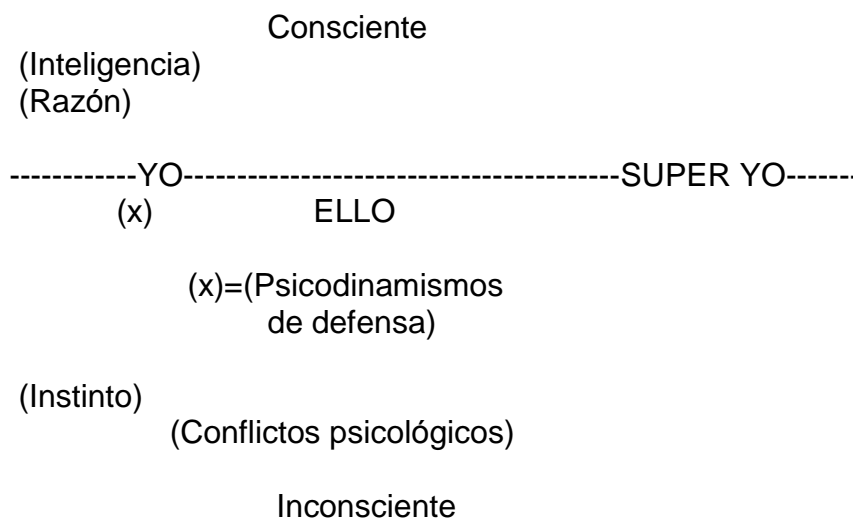 Consciente
(Inteligencia)
(Razón)
------------YO-----------------------------------------SUPER YO-------
(x) ELLO
(x)=(Psicodinamismos
de defensa)
(Instinto)
(Conflictos psicológicos)
Inconsciente